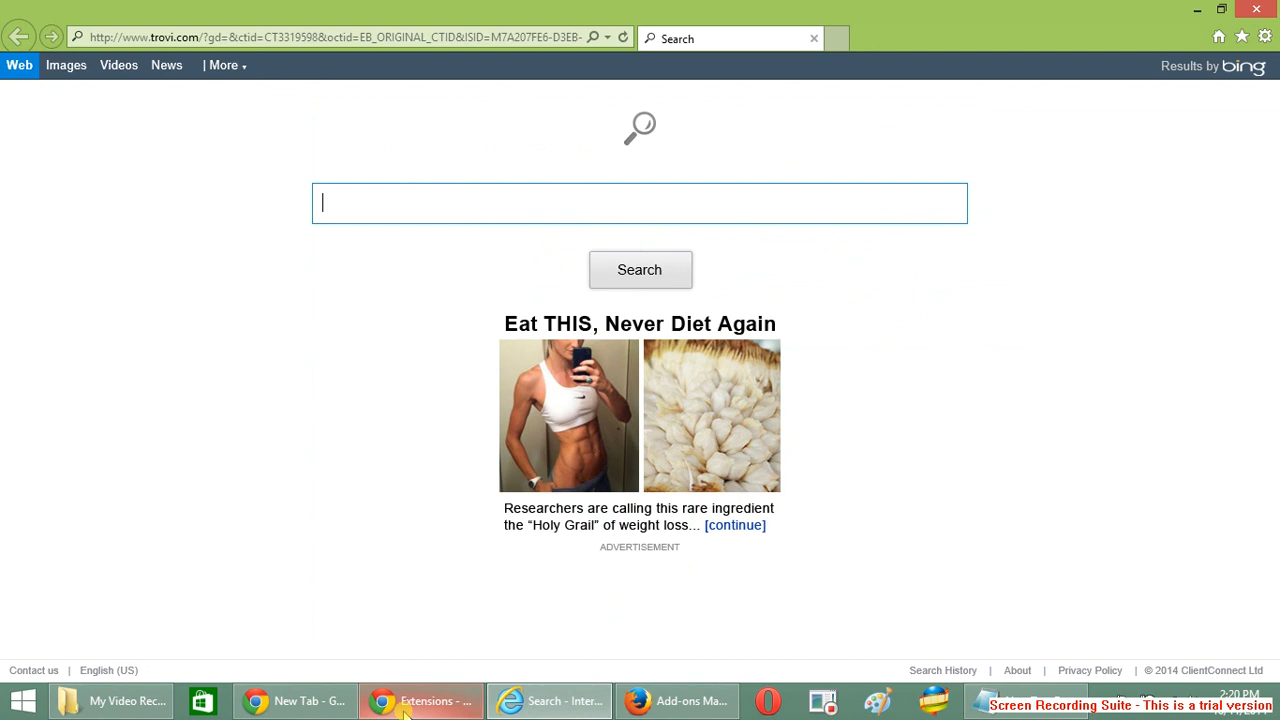 http://www.trovi.com/?gd=&ctid=CT3319598&octid=EB_ORIGINAL_CTID&ISID=M7A207FE6-D3EB-
Search
Web Images Videos News | More
Results by bing
Search
Eat THIS, Never Diet Again
Researchers are calling this rare ingredient
the “Holy Grail” of weight loss... [continue]
ADVERTISEMENT
Contact us | English (US)
Search History | About | Privacy Policy | © 2014 ClientConnect Ltd
My Video Rec...
New Tab - G...
Extensions - ...
Search - Inter...
Add-ons Ma...
2:20 PM
Screen Recording Suite - This is a trial version